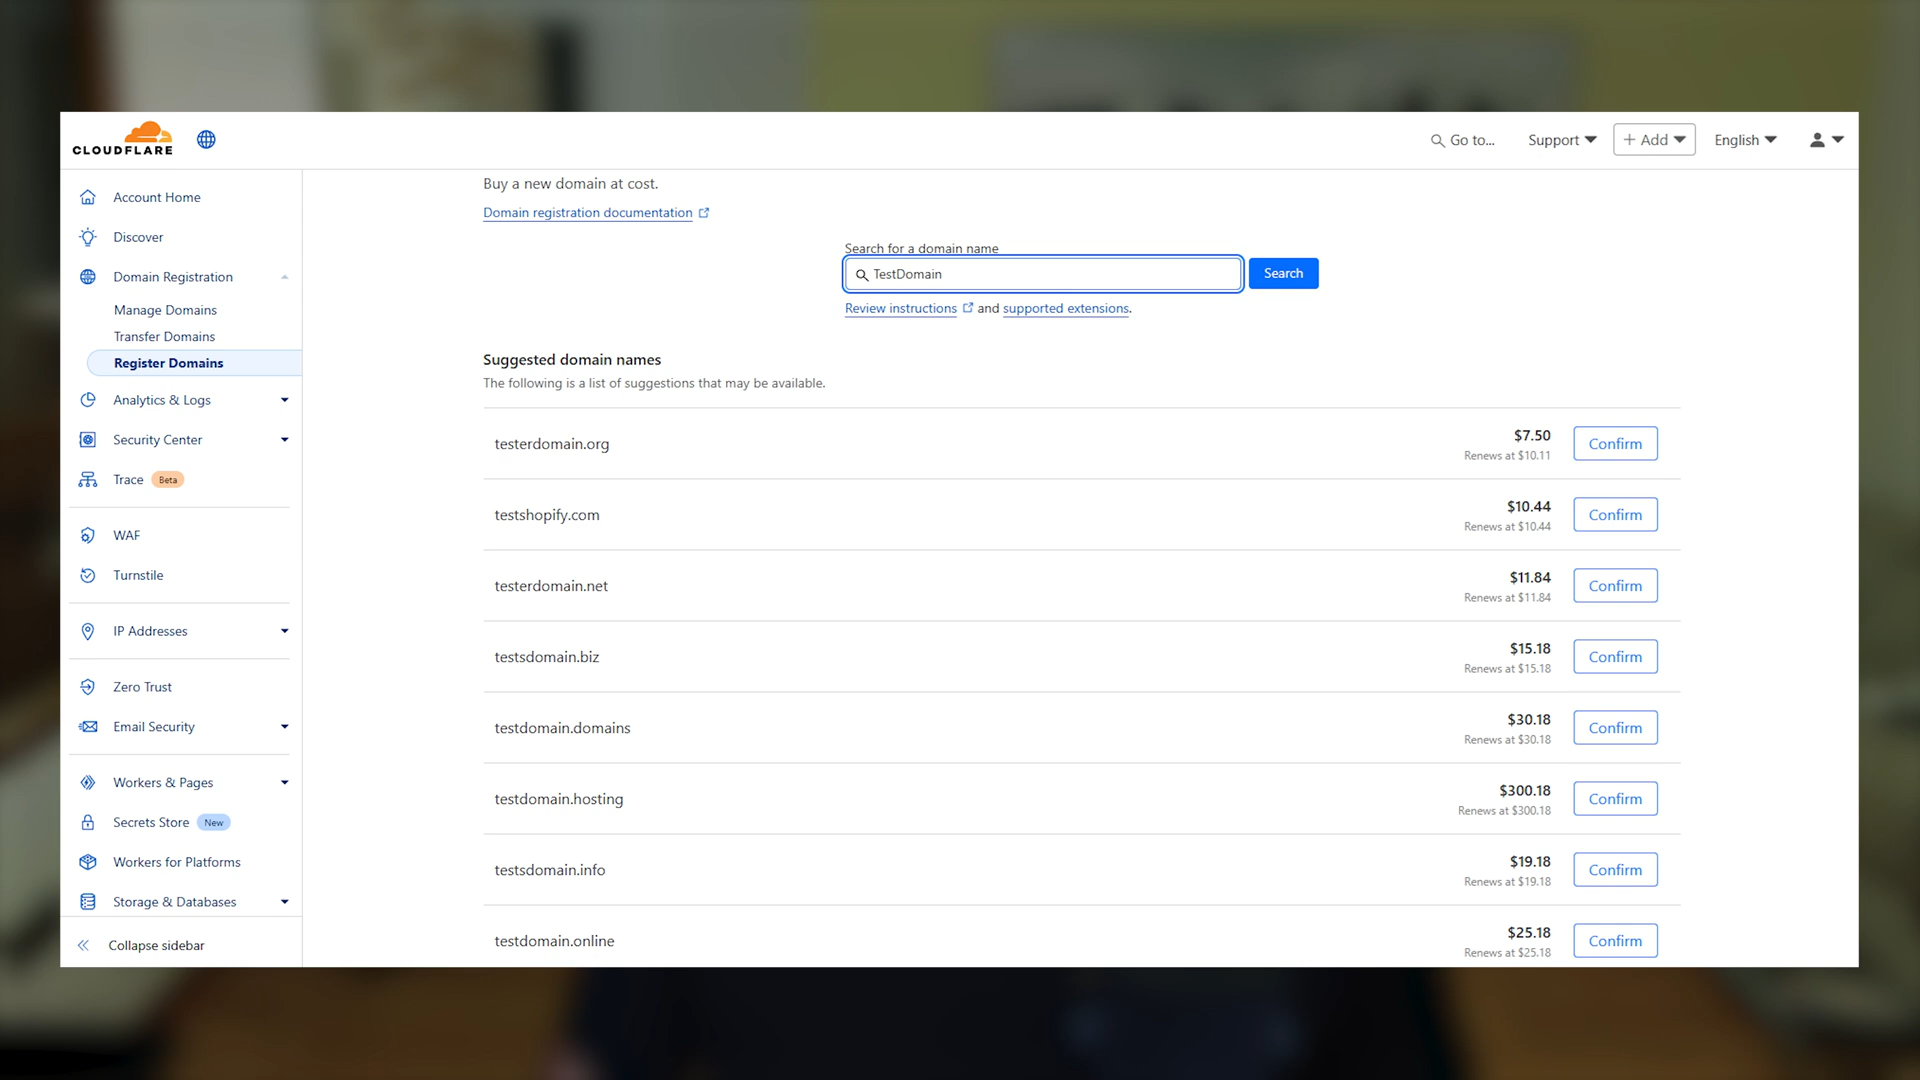 CLOUDFLARE
Go to...
Support
+ Add
English
Account Home
Discover
Domain Registration
Manage Domains
Transfer Domains
Register Domains
Analytics & Logs
Security Center
Trace Beta
WAF
Turnstile
IP Addresses
Zero Trust
Email Security
Workers & Pages
Secrets Store New
Workers for Platforms
Storage & Databases
Collapse sidebar
Buy a new domain at cost.
Domain registration documentation
Search for a domain name
TestDomain
Search
Review instructions and supported extensions.
Suggested domain names
The following is a list of suggestions that may be available.
testerdomain.org
$7.50
Renews at $10.11
Confirm
testshopify.com
$10.44
Renews at $10.44
Confirm
testerdomain.net
$11.84
Renews at $11.84
Confirm
testsdomain.biz
$15.18
Renews at $15.18
Confirm
testdomain.domains
$30.18
Renews at $30.18
Confirm
testdomain.hosting
$300.18
Renews at $300.18
Confirm
testsdomain.info
$19.18
Renews at $19.18
Confirm
testdomain.online
$25.18
Renews at $25.18
Confirm